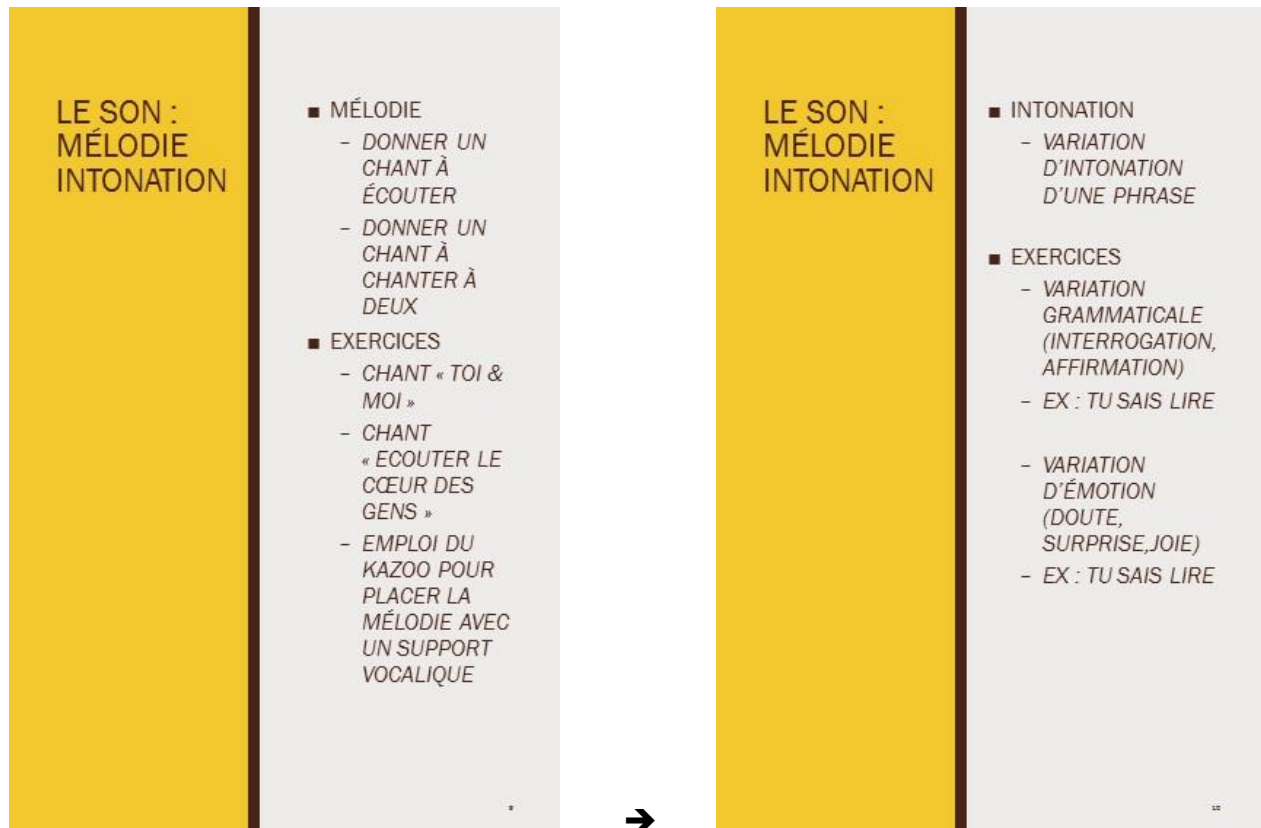 LE SON :
MÉLODIE
INTONATION
■ MÉLODIE
– DONNER UN
CHANT À
ÉCOUTER
– DONNER UN
CHANT À
CHANTER À
DEUX
■ EXERCICES
– CHANT « TOI &
MOI »
– CHANT
« ECOUTER LE
CŒUR DES
GENS »
– EMPLOI DU
KAZOO POUR
PLACER LA
MÉLODIE AVEC
UN SUPPORT
VOCALIQUE
➔
LE SON :
MÉLODIE
INTONATION
■ INTONATION
– VARIATION
D’INTONATION
D’UNE PHRASE
■ EXERCICES
– VARIATION
GRAMMATICALE
(INTERROGATION,
AFFIRMATION)
– EX : TU SAIS LIRE
– VARIATION
D’ÉMOTION
(DOUTE,
SURPRISE,JOIE)
– EX : TU SAIS LIRE